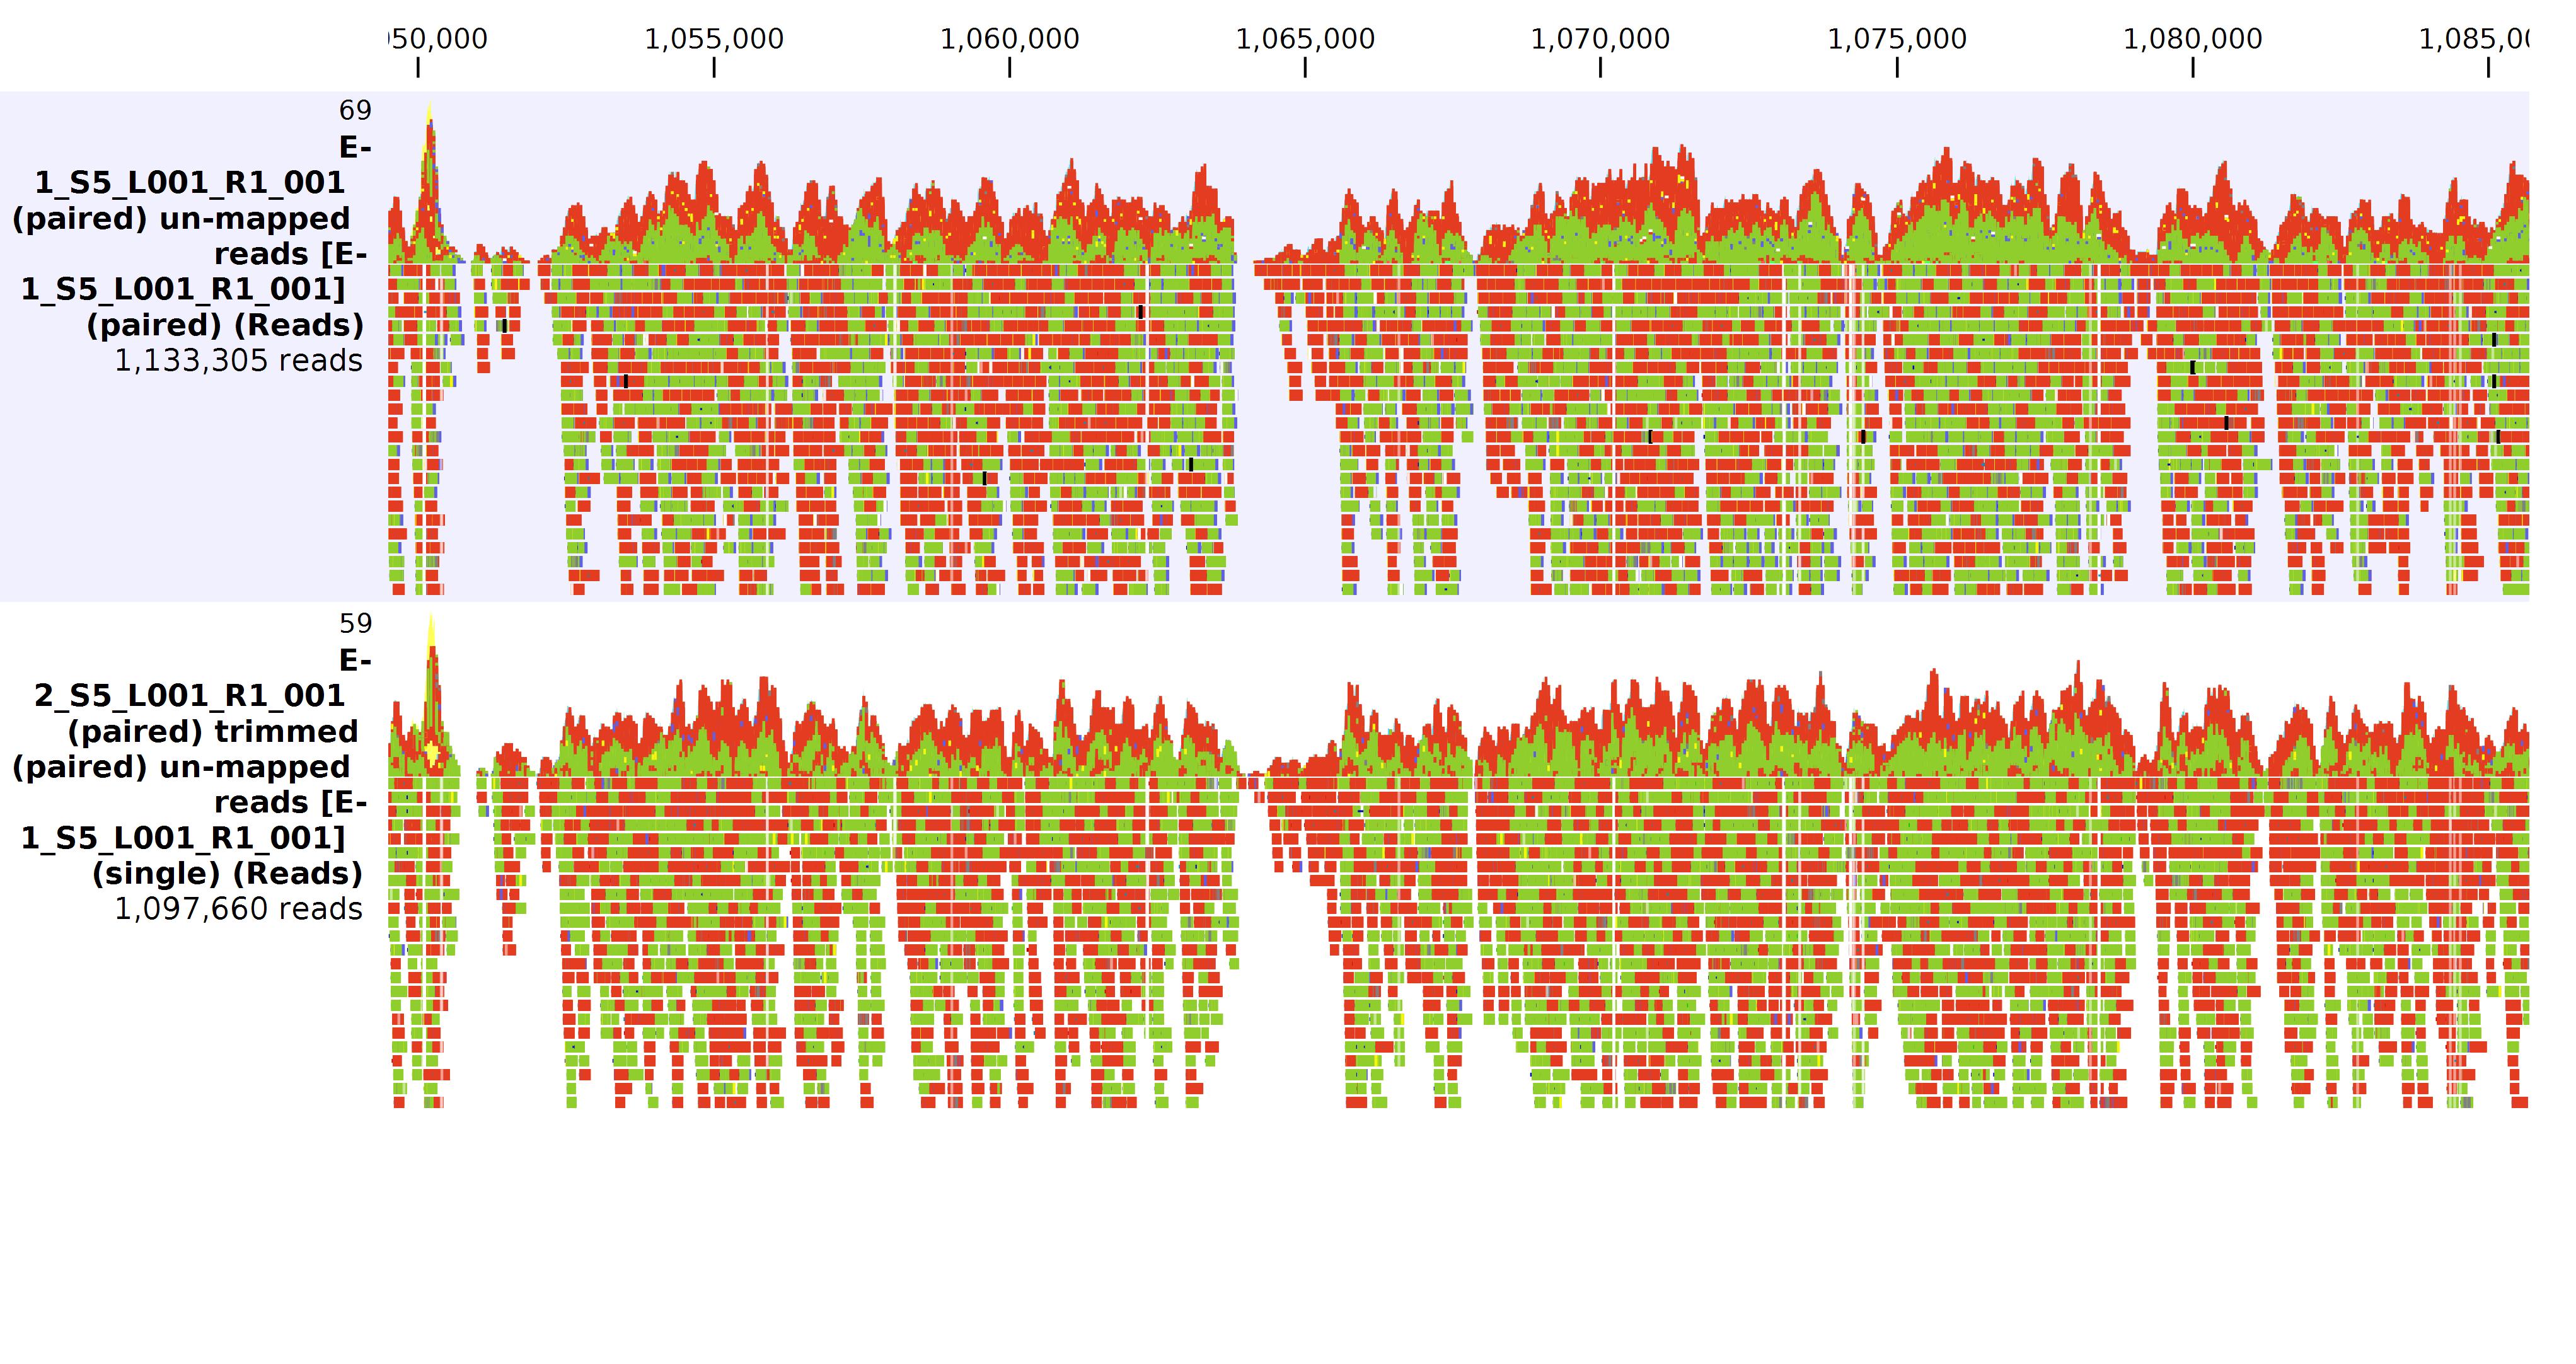 050,000 1,055,000 1,060,000 1,065,000 1,070,000 1,075,000 1,080,000 1,085,0
69
E-
1_S5_L001_R1_001
(paired) un-mapped
reads [E-
1_S5_L001_R1_001]
(paired) (Reads)
1,133,305 reads
59
E-
2_S5_L001_R1_001
(paired) trimmed
(paired) un-mapped
reads [E-
1_S5_L001_R1_001]
(single) (Reads)
1,097,660 reads